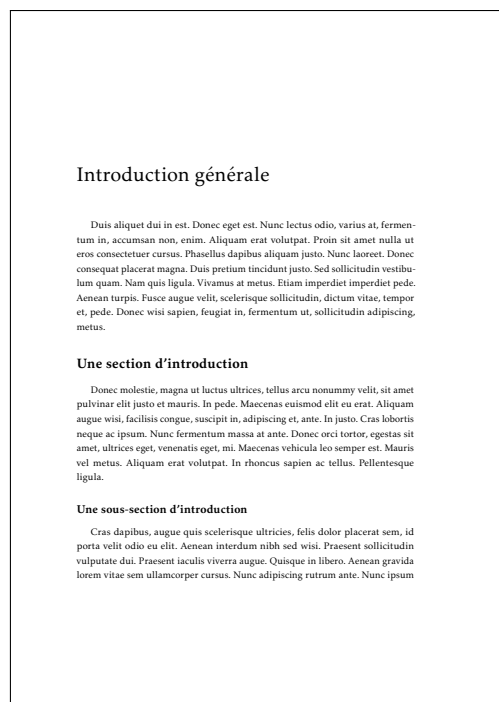 Introduction générale
Duis aliquet dui in est. Donec eget est. Nunc lectus odio, varius at, fermen-
tum in, accumsan non, enim. Aliquam erat volutpat. Proin sit amet nulla ut
eros consectetuer cursus. Phasellus dapibus aliquam justo. Nunc laoreet. Donec
consequat placerat magna. Duis pretium tincidunt justo. Sed sollicitudin vestibu-
lum quam. Nam quis ligula. Vivamus at metus. Etiam imperdiet imperdiet pede.
Aenean turpis. Fusce augue velit, scelerisque sollicitudin, dictum vitae, tempor
et, pede. Donec wisi sapien, feugiat in, fermentum ut, sollicitudin adipiscing,
metus.
Une section d’introduction
Donec molestie, magna ut luctus ultrices, tellus arcu nonummy velit, sit amet
pulvinar elit justo et mauris. In pede. Maecenas euismod elit eu erat. Aliquam
augue wisi, facilisis congue, suscipit in, adipiscing et, ante. In justo. Cras lobortis
neque ac ipsum. Nunc fermentum massa at ante. Donec orci tortor, egestas sit
amet, ultrices eget, venenatis eget, mi. Maecenas vehicula leo semper est. Mauris
vel metus. Aliquam erat volutpat. In rhoncus sapien ac tellus. Pellentesque
ligula.
Une sous-section d’introduction
Cras dapibus, augue quis scelerisque ultricies, felis dolor placerat sem, id
porta velit odio eu elit. Aenean interdum nibh sed wisi. Praesent sollicitudin
vulputate dui. Praesent iaculis viverra augue. Quisque in libero. Aenean gravida
lorem vitae sem ullamcorper cursus. Nunc adipiscing rutrum ante. Nunc ipsum